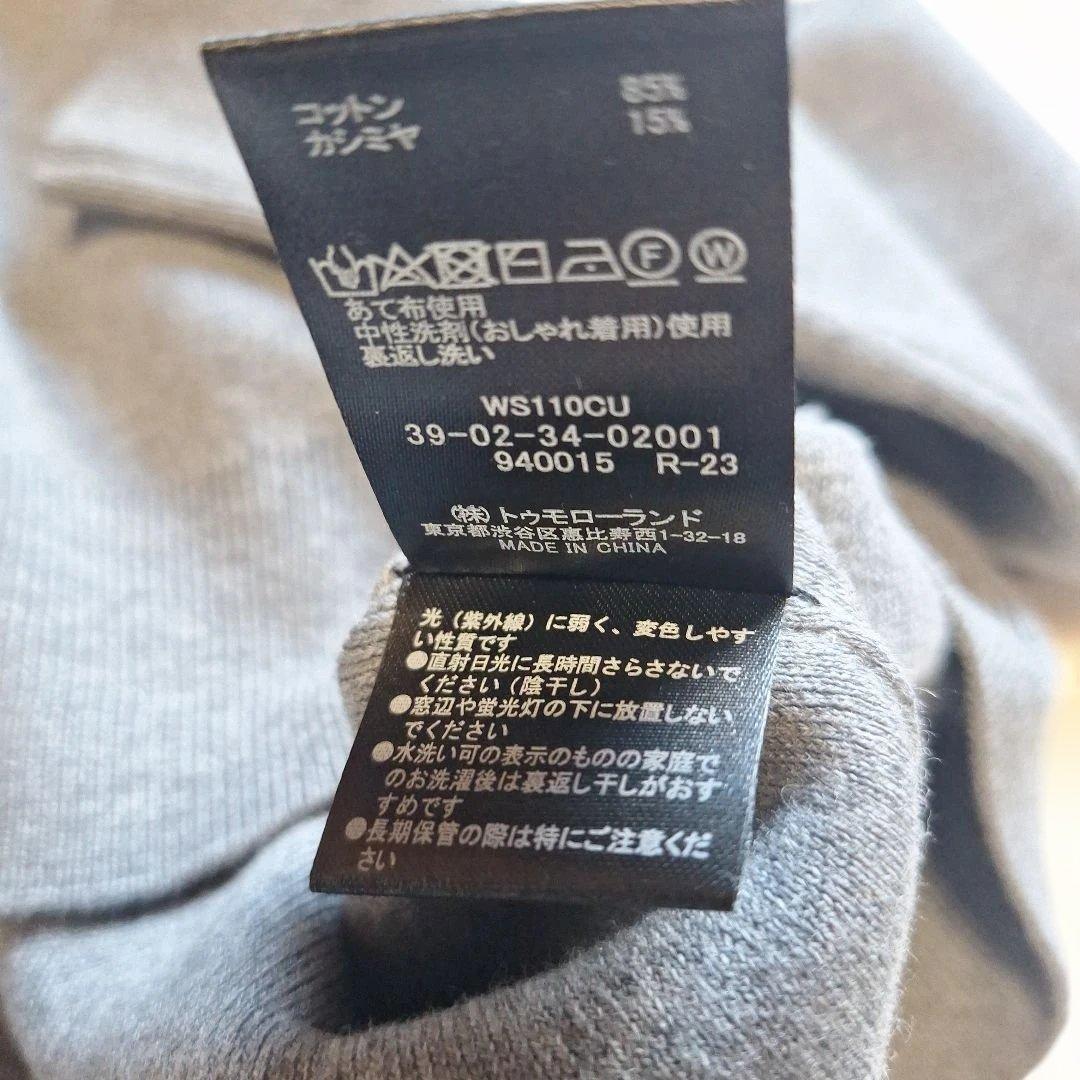 コットン 85%
カシミヤ 15%
F W
あて布使用
中性洗剤(おしゃれ着用)使用
裏返し洗い
WS110CU
39-02-34-02001
940015 R-23
(株)トゥモローランド
東京都渋谷区恵比寿西1-32-18
MADE IN CHINA
光(紫外線)に弱く、変色しやす
い性質です
●直射日光に長時間さらさないで
ください(陰干し)
●窓辺や蛍光灯の下に放置しない
でください
●水洗い可の表示のものの家庭で
のお洗濯後は裏返し干しがおす
すめです
●長期保管の際は特にご注意くだ
さい